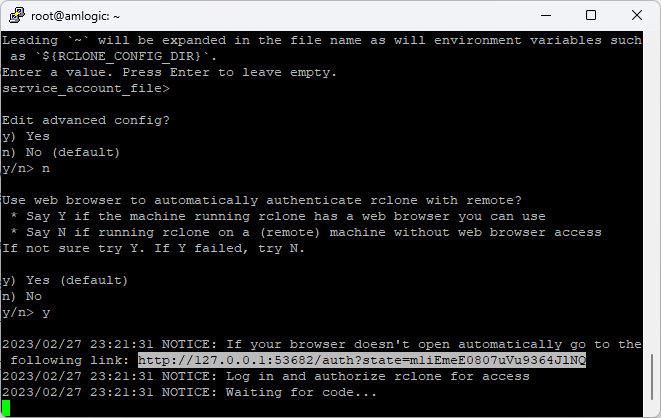 root@amlogic: ~
Leading `~` will be expanded in the file name as will environment variables such
 as `${RCLONE_CONFIG_DIR}`.
Enter a value. Press Enter to leave empty.
service_account_file>
Edit advanced config?
y) Yes
n) No (default)
y/n> n
Use web browser to automatically authenticate rclone with remote?
 * Say Y if the machine running rclone has a web browser you can use
 * Say N if running rclone on a (remote) machine without web browser access
If not sure try Y. If Y failed, try N.
y) Yes (default)
n) No
y/n> y
2023/02/27 23:21:31 NOTICE: If your browser doesn't open automatically go to the
 following link: http://127.0.0.1:53682/auth?state=mliEmeE0807uVu9364JlNQ
2023/02/27 23:21:31 NOTICE: Log in and authorize rclone for access
2023/02/27 23:21:31 NOTICE: Waiting for code...